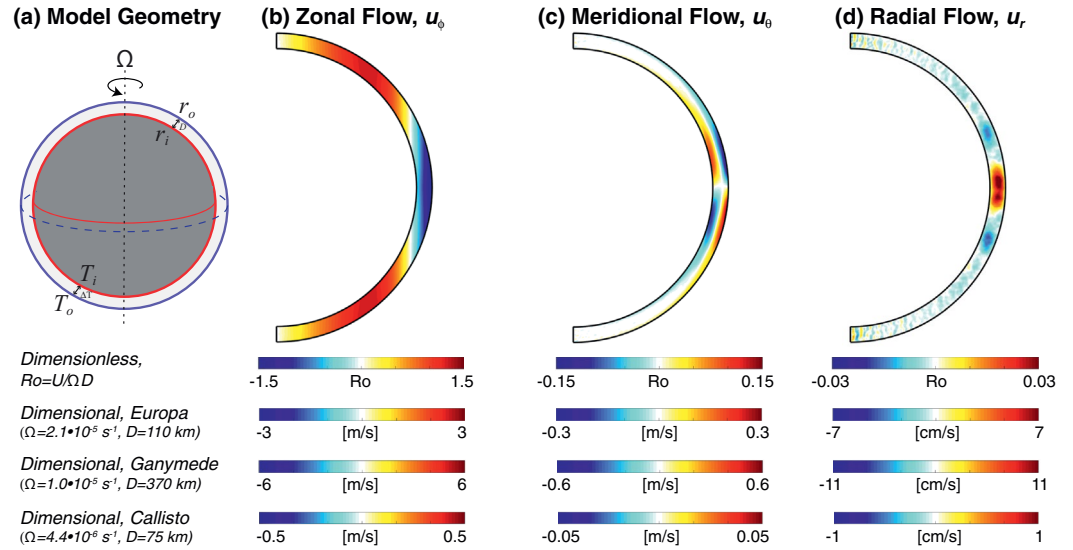 (a) Model Geometry (b) Zonal Flow, uϕ (c) Meridional Flow, uθ (d) Radial Flow, ur
Ω
ro
D
ri
Ti
ΔT
To
Dimensionless,
Ro=U/ΩD
-1.5 Ro 1.5 -0.15 Ro 0.15 -0.03 Ro 0.03
Dimensional, Europa
(Ω=2.1•10⁻⁵ s⁻¹, D=110 km)
-3 [m/s] 3 -0.3 [m/s] 0.3 -7 [cm/s] 7
Dimensional, Ganymede
(Ω=1.0•10⁻⁵ s⁻¹, D=370 km)
-6 [m/s] 6 -0.6 [m/s] 0.6 -11 [cm/s] 11
Dimensional, Callisto
(Ω=4.4•10⁻⁶ s⁻¹, D=75 km)
-0.5 [m/s] 0.5 -0.05 [m/s] 0.05 -1 [cm/s] 1